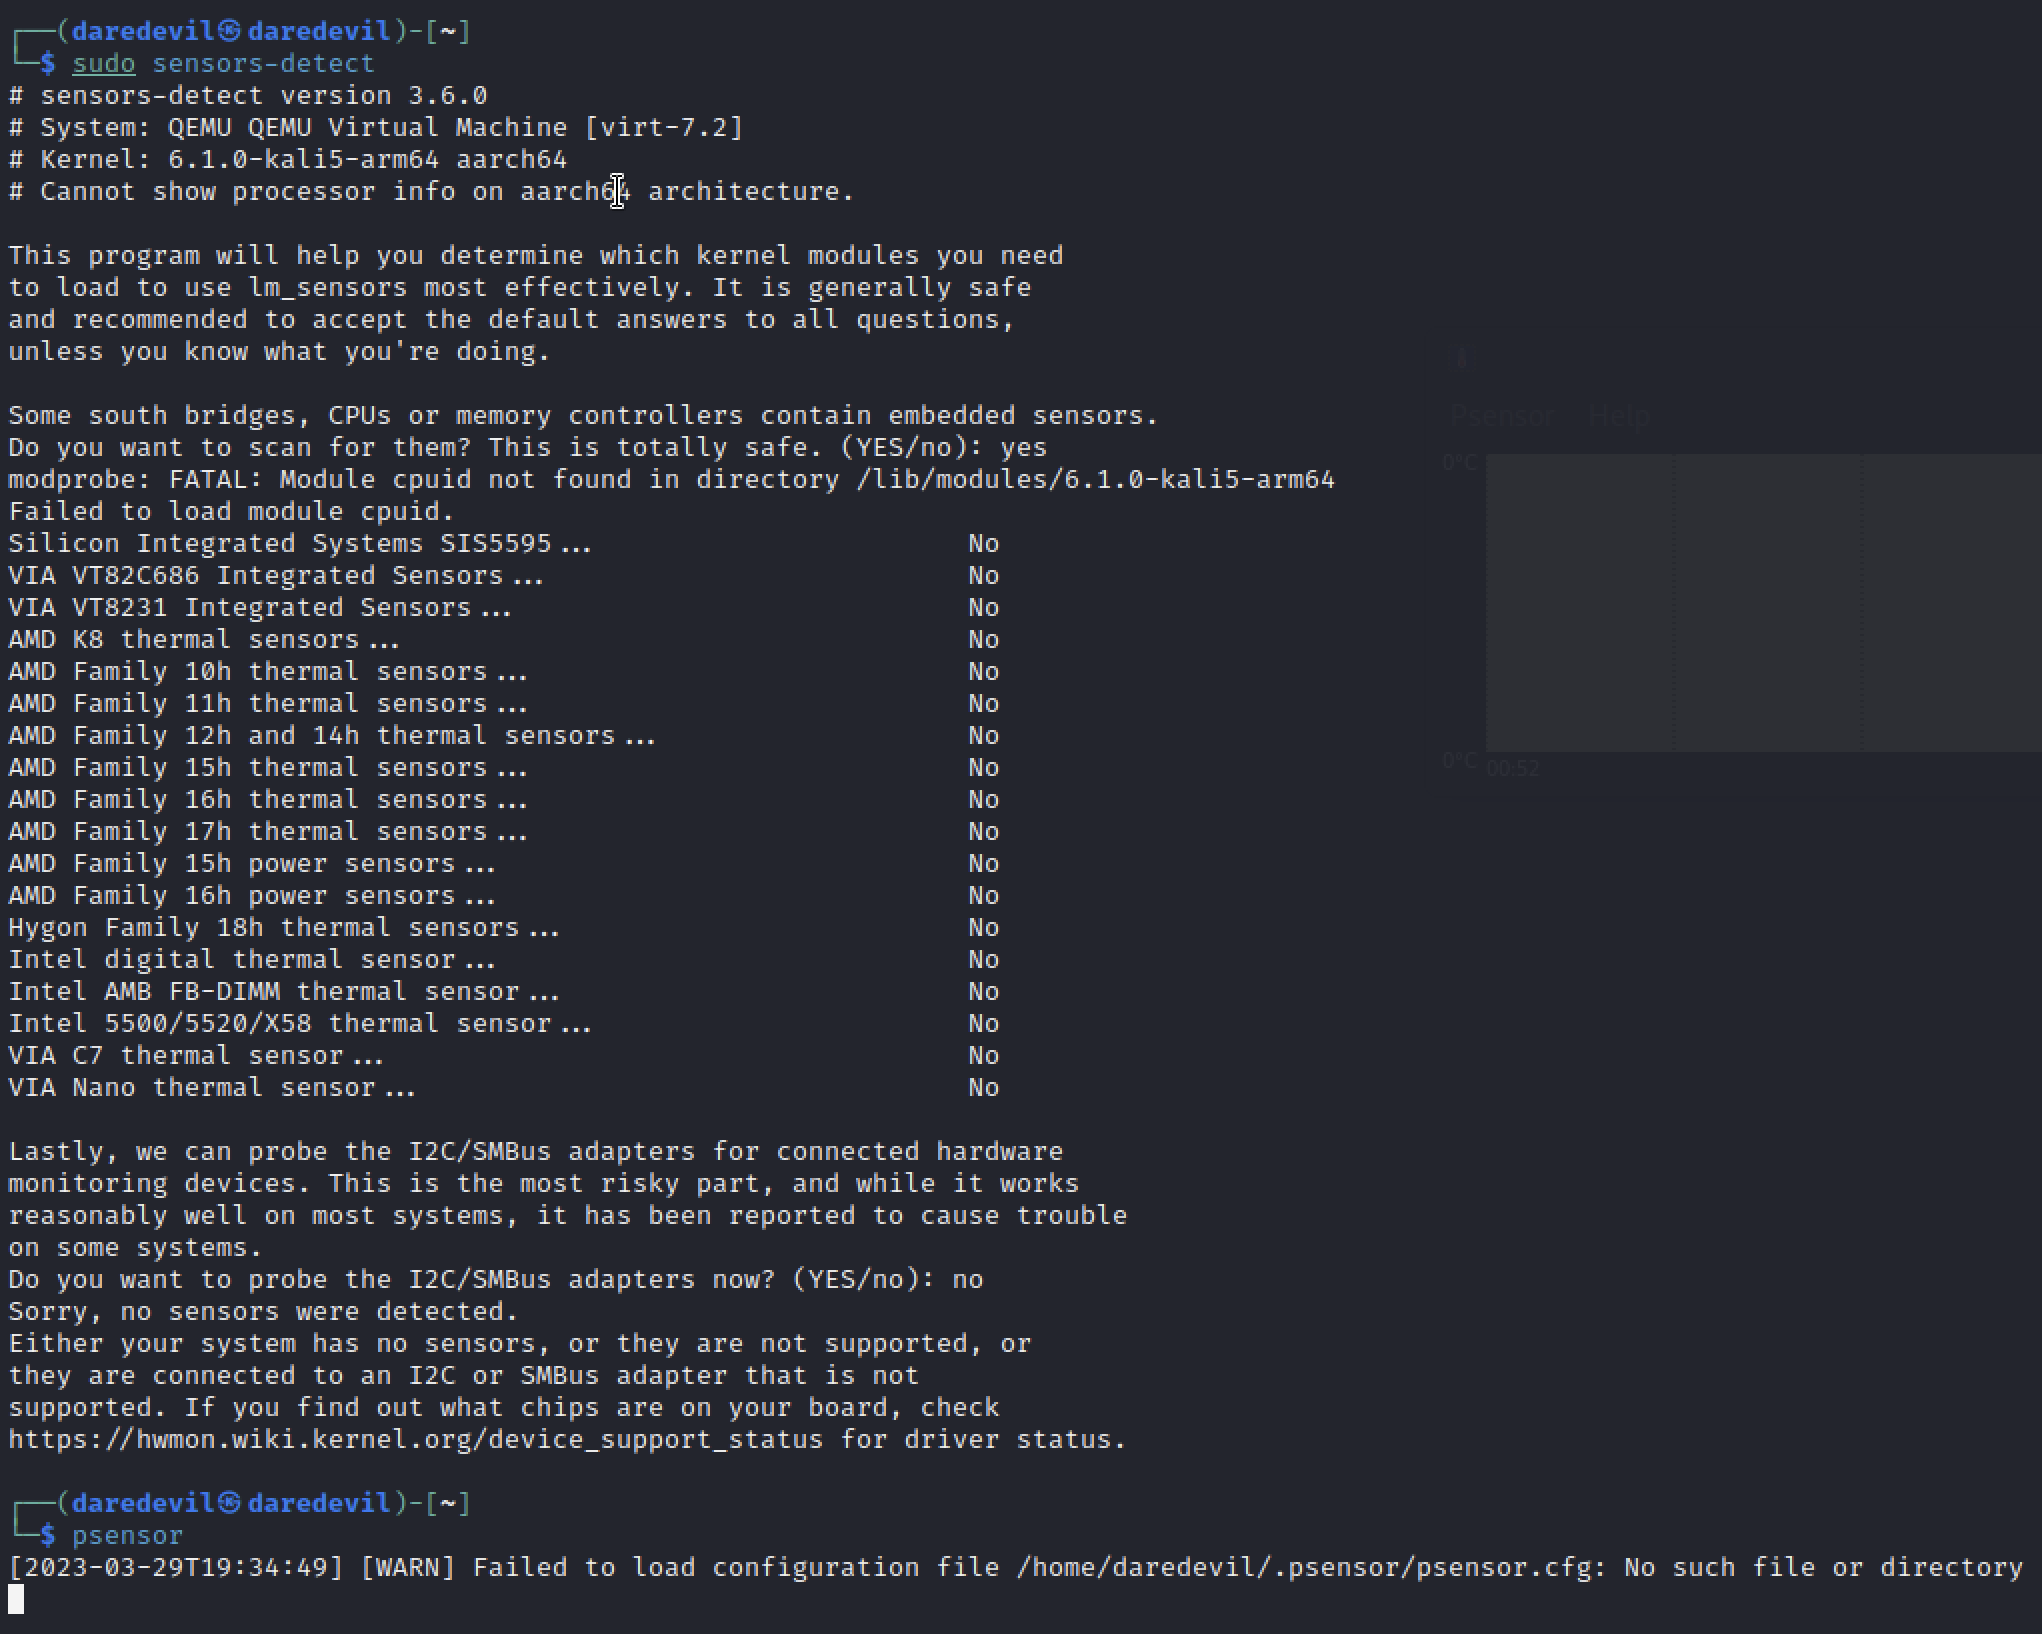 ┌──(daredevil㉿daredevil)-[~]
└─$ sudo sensors-detect
# sensors-detect version 3.6.0
# System: QEMU QEMU Virtual Machine [virt-7.2]
# Kernel: 6.1.0-kali5-arm64 aarch64
# Cannot show processor info on aarch64 architecture.

This program will help you determine which kernel modules you need
to load to use lm_sensors most effectively. It is generally safe
and recommended to accept the default answers to all questions,
unless you know what you're doing.

Some south bridges, CPUs or memory controllers contain embedded sensors.
Do you want to scan for them? This is totally safe. (YES/no): yes
modprobe: FATAL: Module cpuid not found in directory /lib/modules/6.1.0-kali5-arm64
Failed to load module cpuid.
Silicon Integrated Systems SIS5595... No
VIA VT82C686 Integrated Sensors... No
VIA VT8231 Integrated Sensors... No
AMD K8 thermal sensors... No
AMD Family 10h thermal sensors... No
AMD Family 11h thermal sensors... No
AMD Family 12h and 14h thermal sensors... No
AMD Family 15h thermal sensors... No
AMD Family 16h thermal sensors... No
AMD Family 17h thermal sensors... No
AMD Family 15h power sensors... No
AMD Family 16h power sensors... No
Hygon Family 18h thermal sensors... No
Intel digital thermal sensor... No
Intel AMB FB-DIMM thermal sensor... No
Intel 5500/5520/X58 thermal sensor... No
VIA C7 thermal sensor... No
VIA Nano thermal sensor... No

Lastly, we can probe the I2C/SMBus adapters for connected hardware
monitoring devices. This is the most risky part, and while it works
reasonably well on most systems, it has been reported to cause trouble
on some systems.
Do you want to probe the I2C/SMBus adapters now? (YES/no): no
Sorry, no sensors were detected.
Either your system has no sensors, or they are not supported, or
they are connected to an I2C or SMBus adapter that is not
supported. If you find out what chips are on your board, check
https://hwmon.wiki.kernel.org/device_support_status for driver status.

┌──(daredevil㉿daredevil)-[~]
└─$ psensor
[2023-03-29T19:34:49] [WARN] Failed to load configuration file /home/daredevil/.psensor/psensor.cfg: No such file or directory
Psensor Help
0°C
0°C
00:52